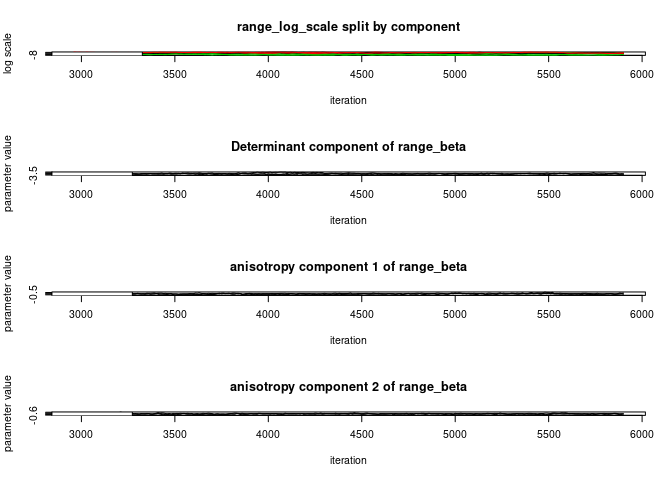 range_log_scale split by component
log scale
-8
3000 3500 4000 4500 5000 5500 6000
iteration
Determinant component of range_beta
parameter value
-3.5
3000 3500 4000 4500 5000 5500 6000
iteration
anisotropy component 1 of range_beta
parameter value
-0.5
3000 3500 4000 4500 5000 5500 6000
iteration
anisotropy component 2 of range_beta
parameter value
-0.6
3000 3500 4000 4500 5000 5500 6000
iteration